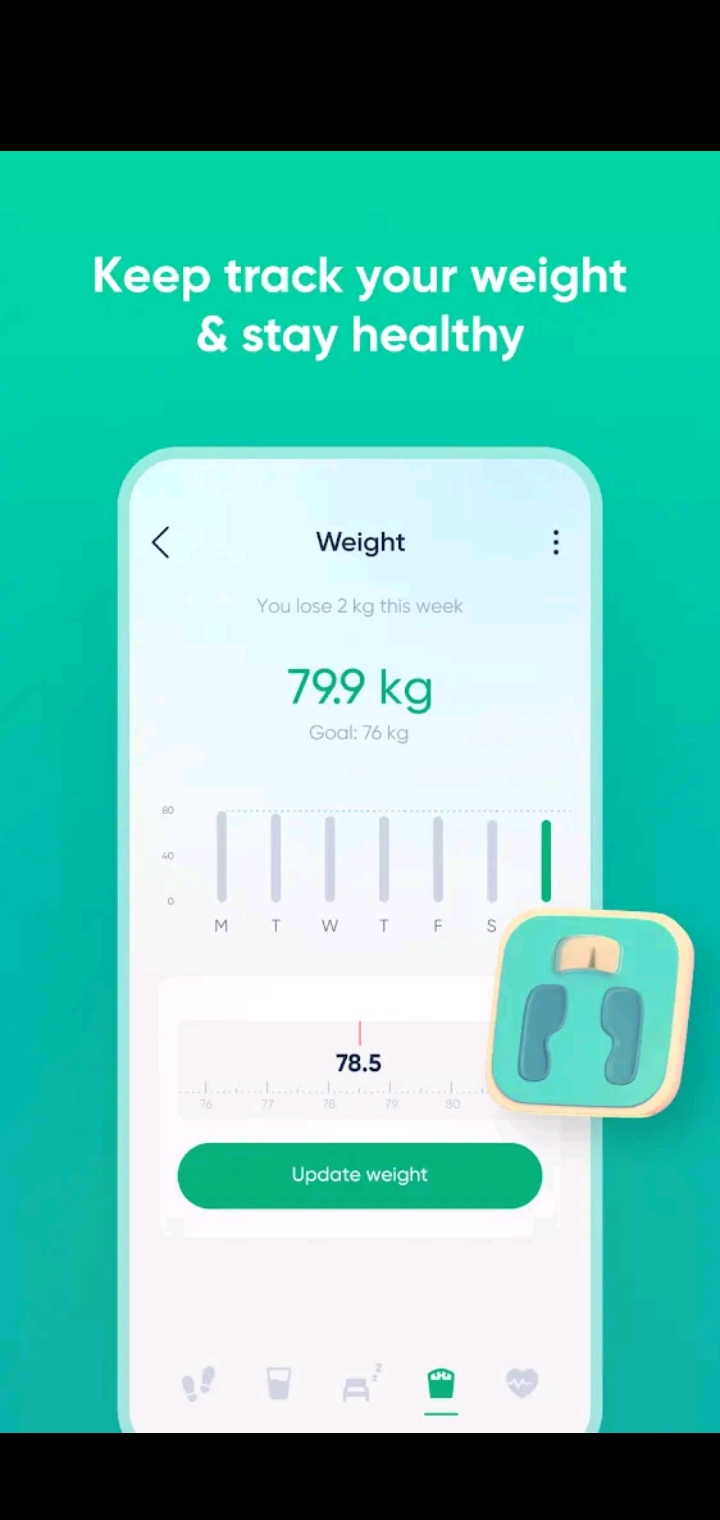 Keep track your weight
& stay healthy
Weight
You lose 2 kg this week
79.9 kg
Goal: 76 kg
80
40
0
M T W T F S
78.5
76 77 78 79 80
Update weight
z
z